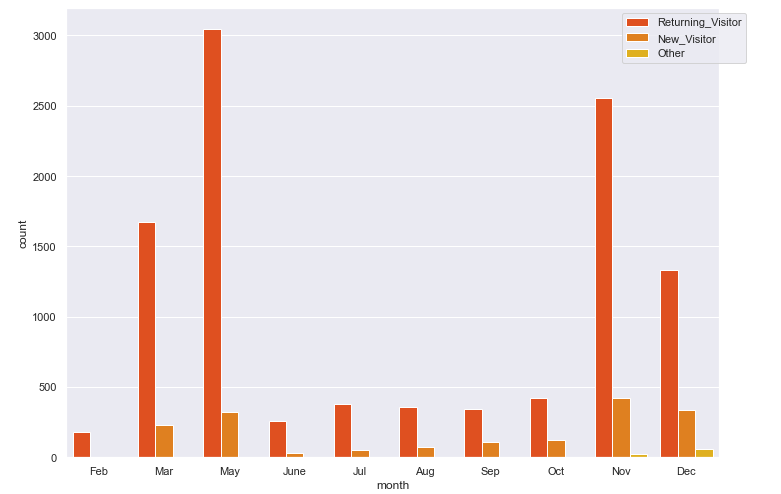 Returning_Visitor
New_Visitor
Other
3000
2500
2000
1500
1000
500
0
count
Feb Mar May June Jul Aug Sep Oct Nov Dec
month